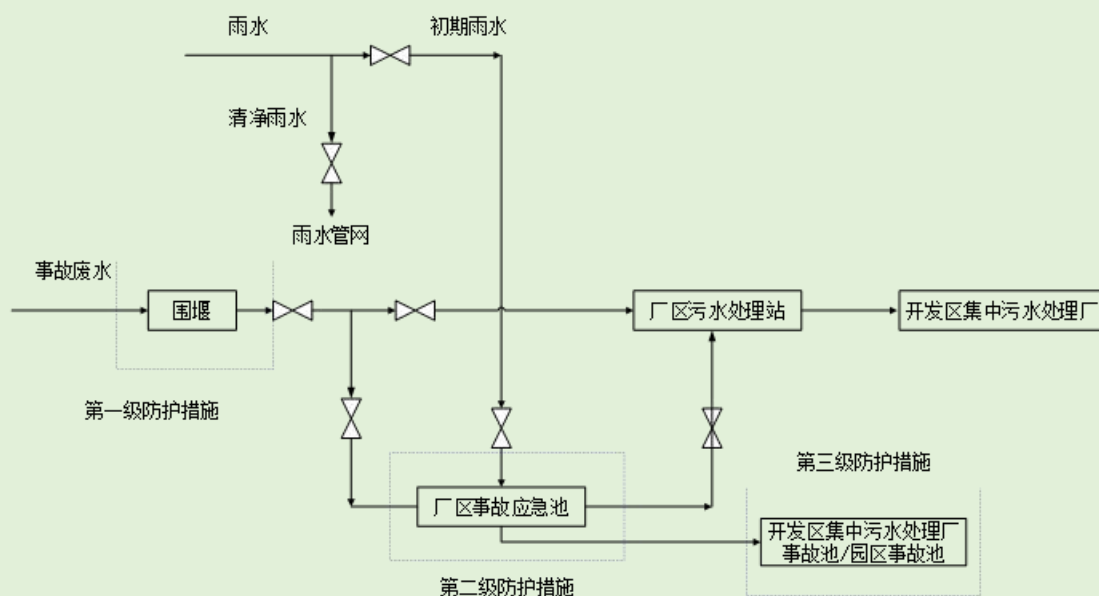 雨水
初期雨水
清净雨水
雨水管网
事故废水
围堰
厂区污水处理站
开发区集中污水处理厂
第一级防护措施
第三级防护措施
厂区事故应急池
开发区集中污水处理厂
事故池/园区事故池
第二级防护措施